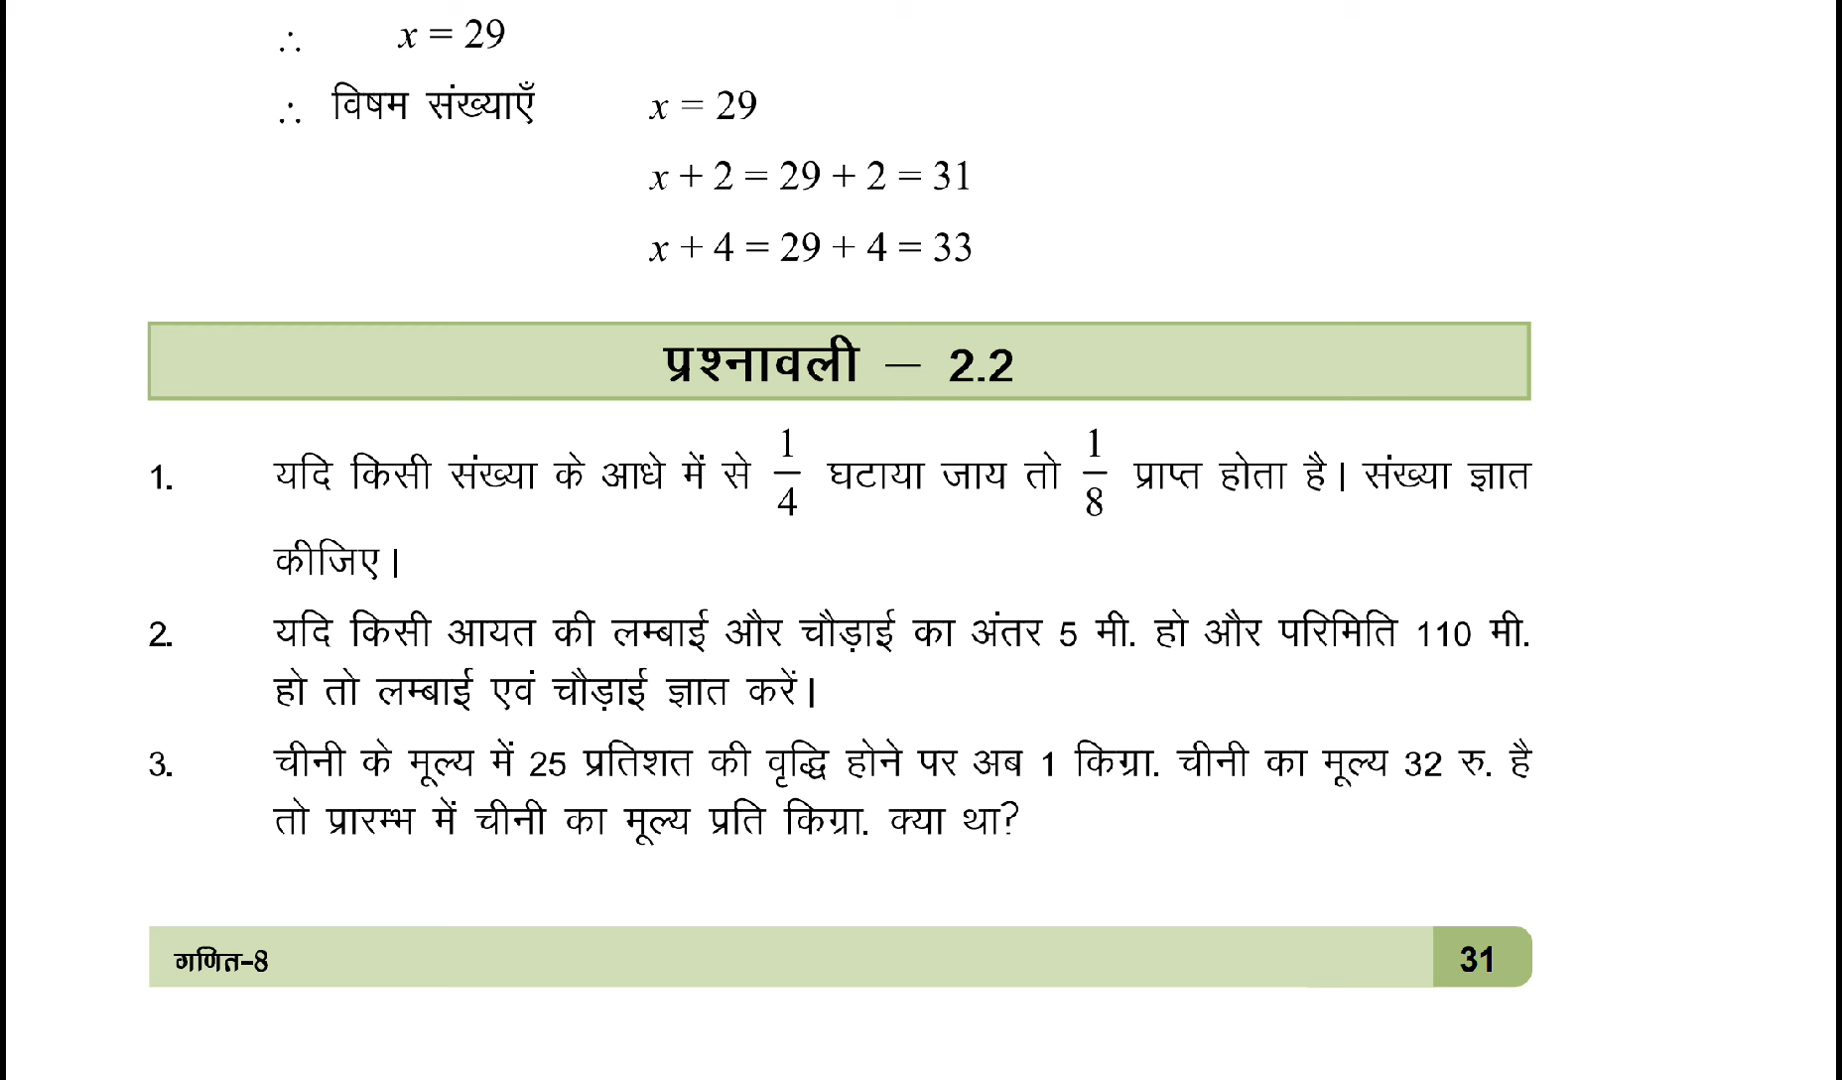 ∴ x = 29
∴ विषम संख्याएँ x = 29
x + 2 = 29 + 2 = 31
x + 4 = 29 + 4 = 33
प्रश्नावली – 2.2
1. यदि किसी संख्या के आधे में से 1/4 घटाया जाय तो 1/8 प्राप्त होता है। संख्या ज्ञात
कीजिए।
2. यदि किसी आयत की लम्बाई और चौड़ाई का अंतर 5 मी. हो और परिमिति 110 मी.
हो तो लम्बाई एवं चौड़ाई ज्ञात करें।
3. चीनी के मूल्य में 25 प्रतिशत की वृद्धि होने पर अब 1 किग्रा. चीनी का मूल्य 32 रु. है
तो प्रारम्भ में चीनी का मूल्य प्रति किग्रा. क्या था?
गणित-8 31